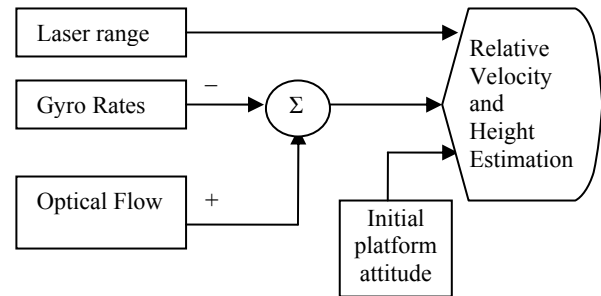 Laser range
Gyro Rates
−
Σ
Optical Flow
+
Relative
Velocity
and
Height
Estimation
Initial
platform
attitude